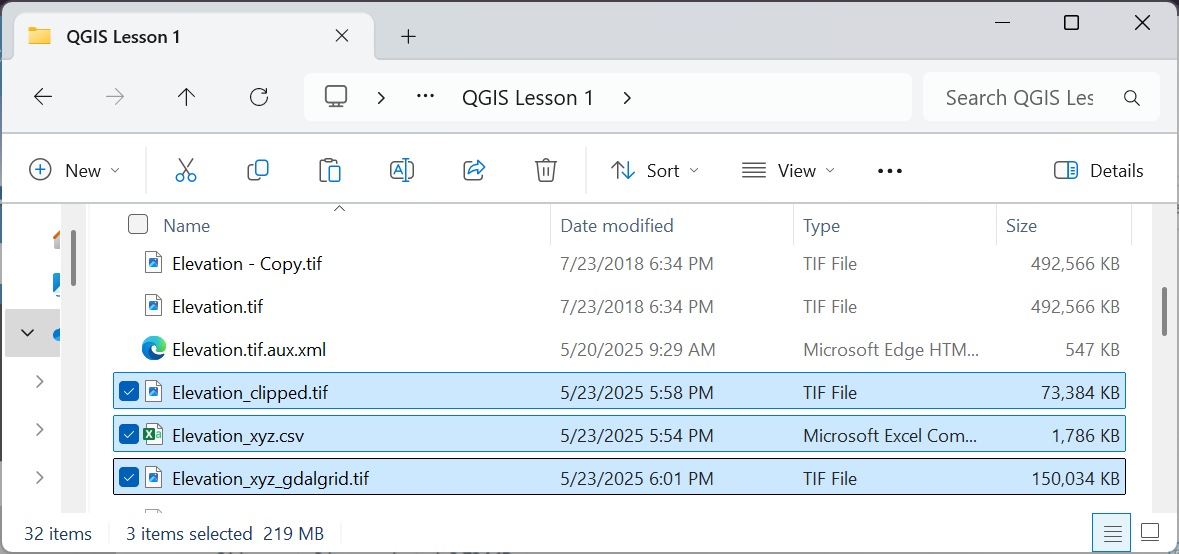 QGIS Lesson 1
QGIS Lesson 1
Search QGIS Les
New
Sort
View
Details
Name Date modified Type Size
Elevation - Copy.tif 7/23/2018 6:34 PM TIF File 492,566 KB
Elevation.tif 7/23/2018 6:34 PM TIF File 492,566 KB
Elevation.tif.aux.xml 5/20/2025 9:29 AM Microsoft Edge HTM... 547 KB
Elevation_clipped.tif 5/23/2025 5:58 PM TIF File 73,384 KB
Elevation_xyz.csv 5/23/2025 5:54 PM Microsoft Excel Com... 1,786 KB
Elevation_xyz_gdalgrid.tif 5/23/2025 6:01 PM TIF File 150,034 KB
32 items 3 items selected 219 MB